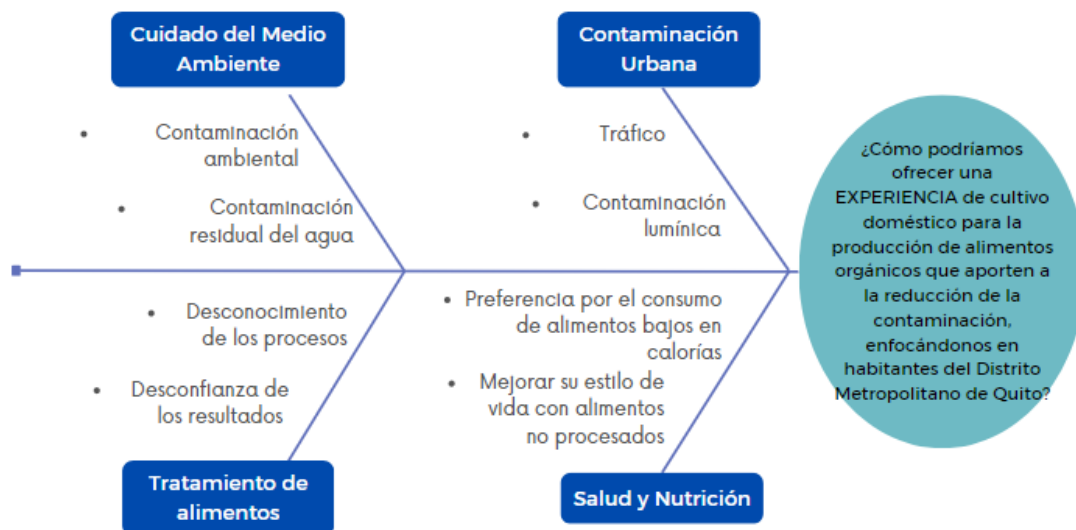 Cuidado del Medio
Ambiente
Contaminación
Urbana
Contaminación
ambiental
Contaminación
residual del agua
Tráfico
Contaminación
lumínica
Desconocimiento
de los procesos
Desconfianza de
los resultados
Preferencia por el consumo
de alimentos bajos en
calorías
Mejorar su estilo de
vida con alimentos
no procesados
Tratamiento de
alimentos
Salud y Nutrición
¿Cómo podríamos
ofrecer una
EXPERIENCIA de cultivo
doméstico para la
producción de alimentos
orgánicos que aporten a
la reducción de la
contaminación,
enfocándonos en
habitantes del Distrito
Metropolitano de Quito?